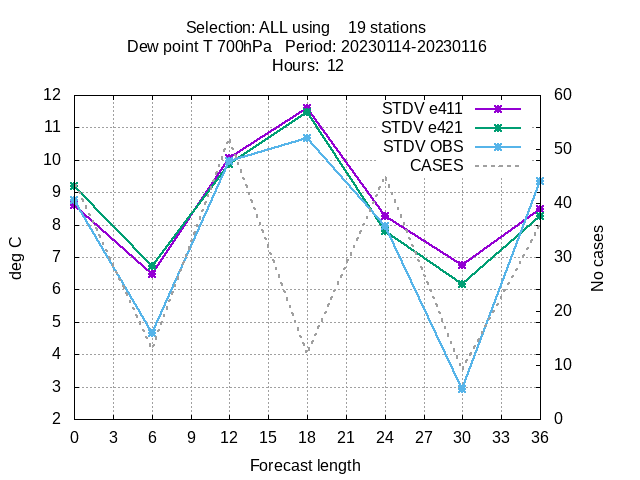 Selection: ALL using    19 stations
Dew point T 700hPa   Period: 20230114-20230116
Hours:  12
12 11 10 9 8 7 6 5 4 3 2
deg C
STDV e411
STDV e421
STDV OBS
CASES
60 50 40 30 20 10 0
No cases
0 3 6 9 12 15 18 21 24 27 30 33 36
Forecast length